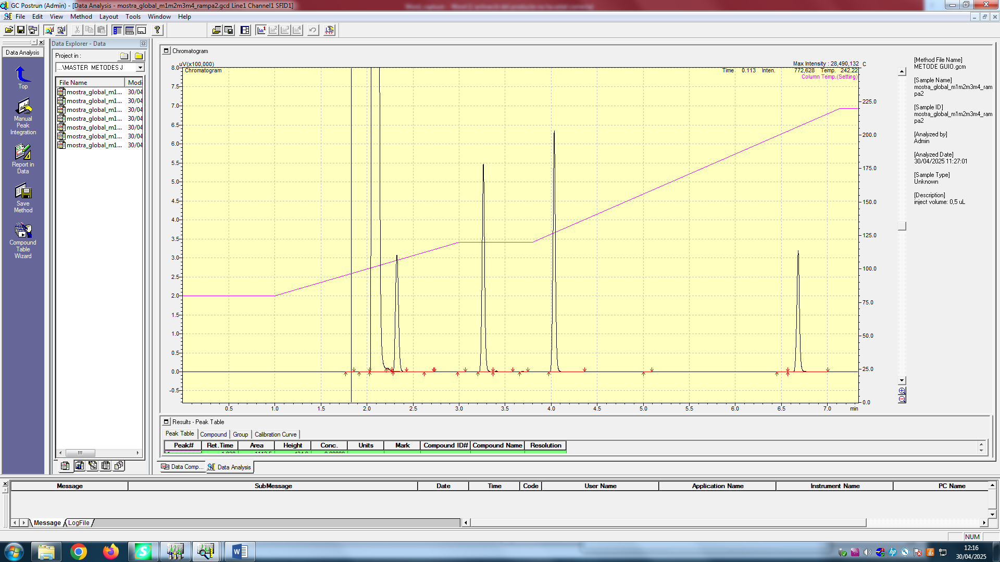 GC Postrun (Admin) - [Data Analysis - mostra_global_m1m2m3m4_rampa2.gcd Line1 Channel1 SFID1]
File Edit View Method Layout Tools Window Help
Data Analysis
Top
Manual
Peak
Integration
Report in
Data
Save
Method
Compound
Table
Wizard
Data Explorer - Data
Project in :
...\MASTER METODES J
File Name Modi
mostra_global_m1... 30/04
mostra_global_m1... 30/04
mostra_global_m1... 30/04
mostra_global_m1... 30/04
mostra_global_m1... 30/04
mostra_global_m1... 30/04
mostra_global_m1... 30/04
Chromatogram
uV(x100,000)
Max Intensity : 28,490,132 C
Chromatogram
Time 0.113 Inten. 772,628 Temp. 242.22
Column Temp.(Setting)
8.0
7.5
7.0
6.5
6.0
5.5
5.0
4.5
4.0
3.5
3.0
2.5
2.0
1.5
1.0
0.5
0.0
-0.5
225.0
200.0
175.0
150.0
125.0
100.0
75.0
50.0
25.0
0.0
0.5 1.0 1.5 2.0 2.5 3.0 3.5 4.0 4.5 5.0 5.5 6.0 6.5 7.0 min
[Method File Name]
METODE GUIO.gcm
[Sample Name]
mostra_global_m1m2m3m4_ram
pa2
[Sample ID]
mostra_global_m1m2m3m4_ram
pa2
[Analyzed by]
Admin
[Analyzed Date]
30/04/2025 11:27:01
[Sample Type]
Unknown
[Description]
inject volume: 0,5 uL
Results - Peak Table
Peak Table Compound Group Calibration Curve
Peak# Ret.Time Area Height Conc. Units Mark Compound ID# Compound Name Resolution
Data Comp... Data Analysis
Message SubMessage Date Time Code User Name Application Name Instrument Name PC Name
Message LogFile
NUM
12:16
30/04/2025